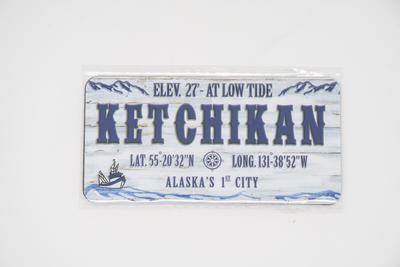 ELEV. 27'- AT LOW TIDE
KETCHIKAN
LAT. 55°20'32"N LONG. 131°38'52"W
ALASKA'S 1ST CITY